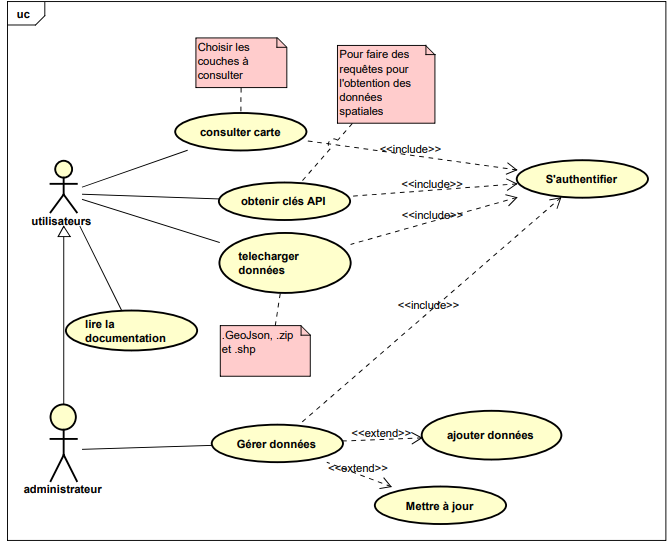 uc
Choisir les
couches à
consulter
Pour faire des
requêtes pour
l'obtention des
données
spatiales
consulter carte
<<include>>
S'authentifier
utilisateurs
obtenir clés API
<<include>>
<<include>>
telecharger
données
<<include>>
lire la
documentation
.GeoJson, .zip
et .shp
administrateur
Gérer données
<<extend>>
ajouter données
<<extend>>
Mettre à jour